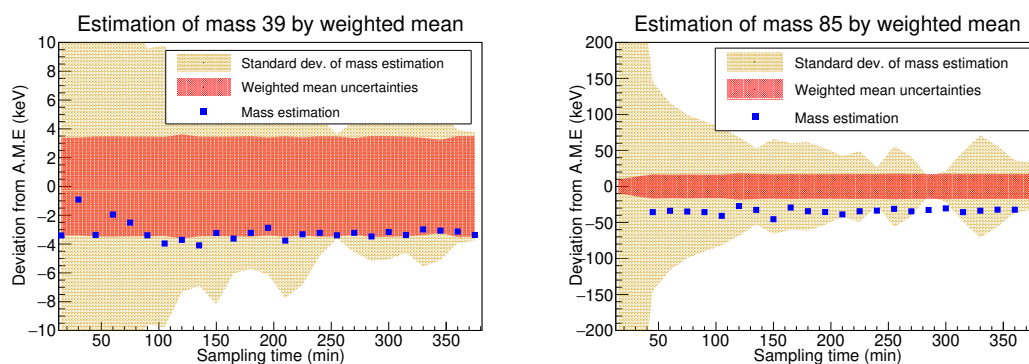 Estimation of mass 39 by weighted mean
10
8
6
4
2
0
−2
−4
−6
−8
−10
Deviation from A.M.E (keV)
Standard dev. of mass estimation
Weighted mean uncertainties
Mass estimation
50 100 150 200 250 300 350
Sampling time (min)
Estimation of mass 85 by weighted mean
200
150
100
50
0
−50
−100
−150
−200
Deviation from A.M.E (keV)
Standard dev. of mass estimation
Weighted mean uncertainties
Mass estimation
50 100 150 200 250 300 350
Sampling time (min)